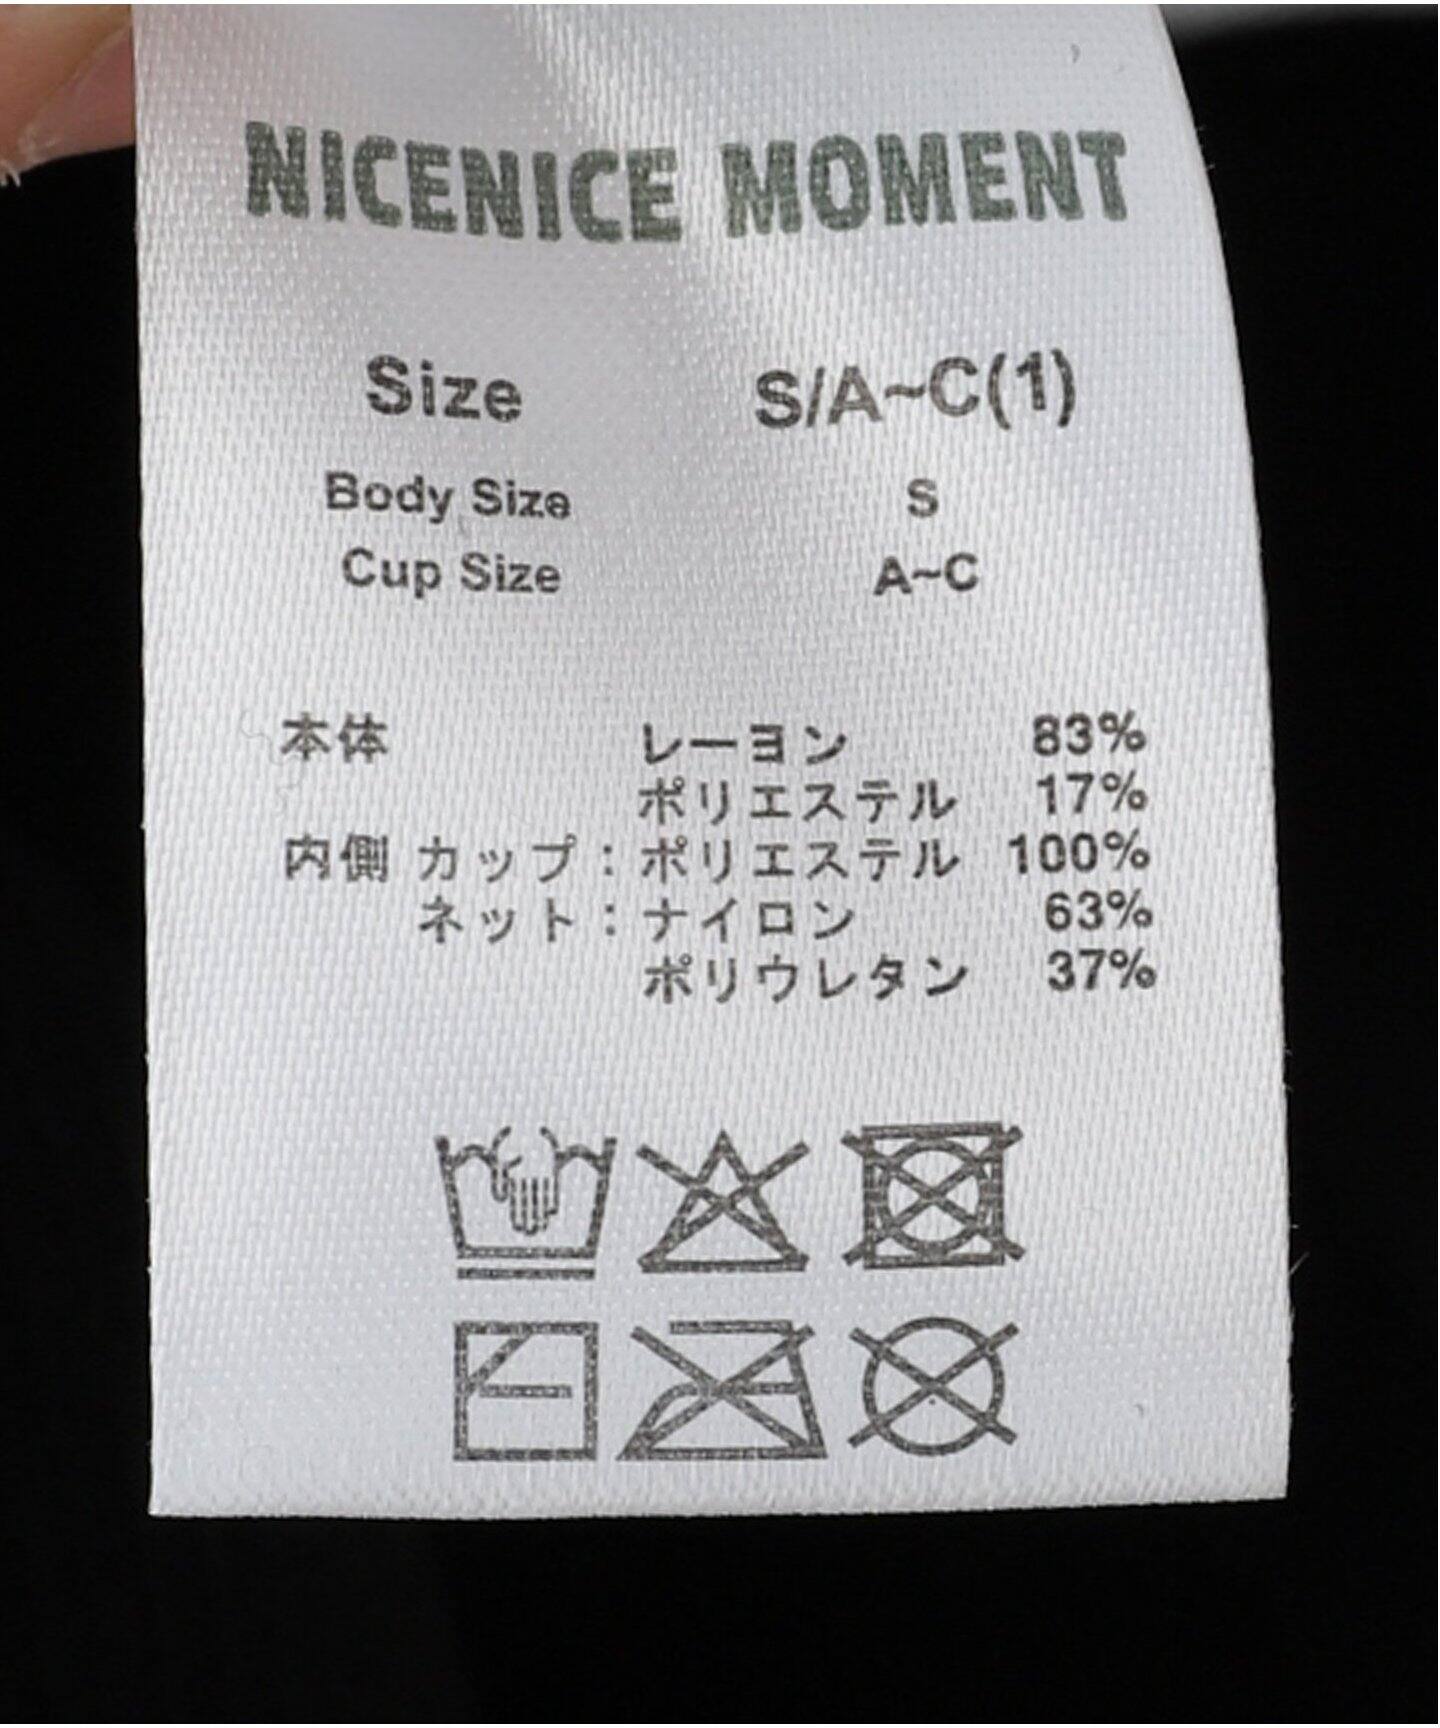 NICENICE MOMENT
Size S/A~C(1)
Body Size S
Cup Size A~C
本体 レーヨン 83%
ポリエステル 17%
内側 カップ：ポリエステル 100%
ネット：ナイロン 63%
ポリウレタン 37%